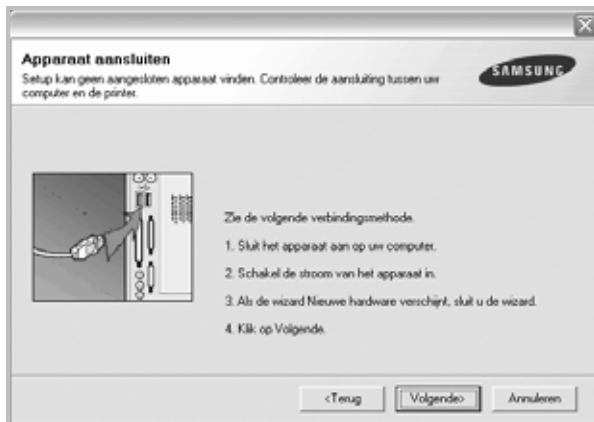 Apparaat aansluiten
Setup kan geen aangesloten apparaat vinden. Controleer de aansluiting tussen uw
computer en de printer.
SAMSUNG
Zie de volgende verbindingsmethode.
1. Sluit het apparaat aan op uw computer.
2. Schakel de stroom van het apparaat in.
3. Als de wizard Nieuwe hardware verschijnt, sluit u de wizard.
4. Klik op Volgende.
<Terug
Volgende>
Annuleren